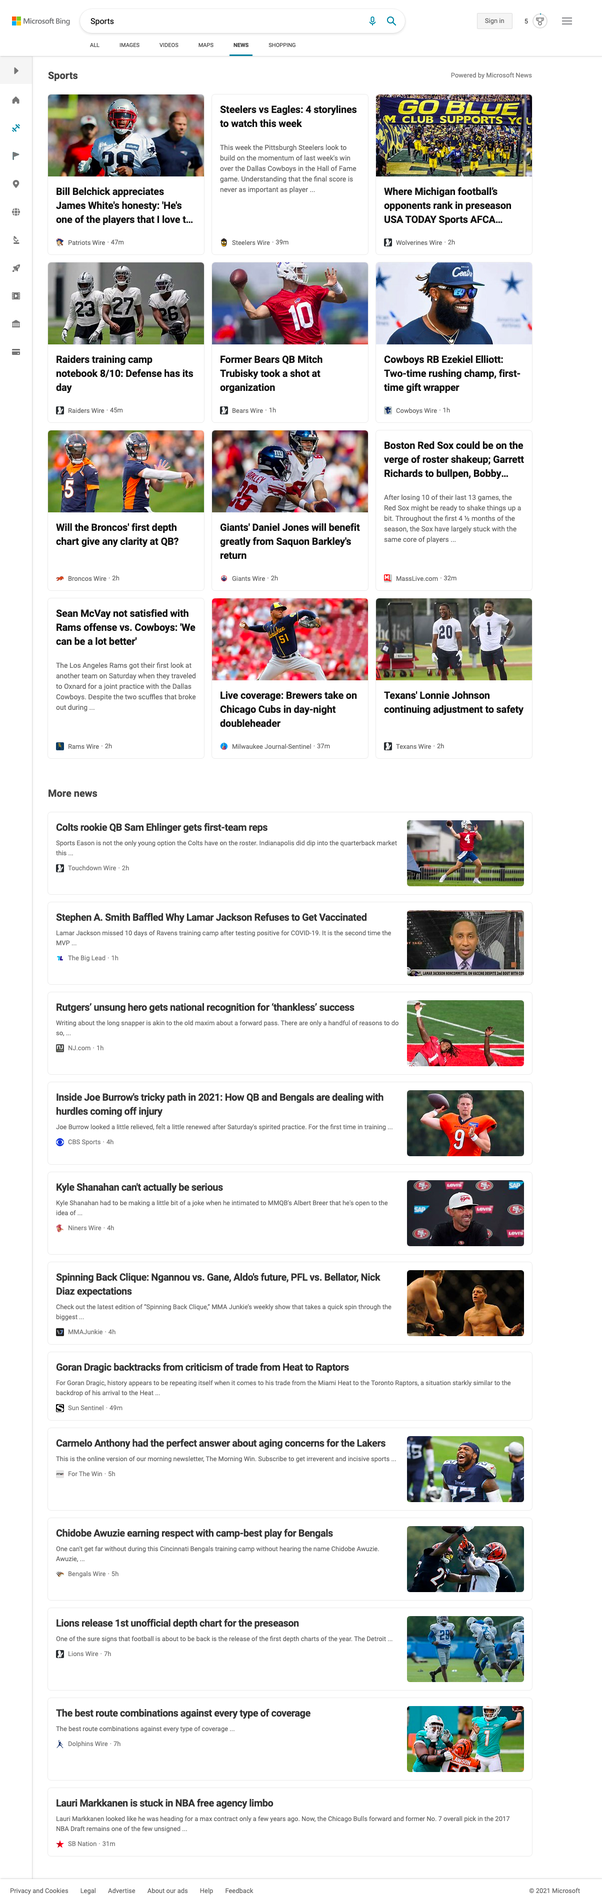 Microsoft Bing
Sports
Sign in
5
ALL IMAGES VIDEOS MAPS NEWS SHOPPING
Sports
Powered by Microsoft News
Bill Belichick appreciates
James White's honesty: 'He's
one of the players that I love t...
Patriots Wire · 47m
Steelers vs Eagles: 4 storylines
to watch this week
This week the Pittsburgh Steelers look to
build on the momentum of last week's win
over the Dallas Cowboys in the Hall of Fame
game. Understanding that the final score is
never as important as player ...
Steelers Wire · 39m
GO BLUE
M CLUB SUPPORTS YOU
Where Michigan football's
opponents rank in preseason
USA TODAY Sports AFCA...
Wolverines Wire · 2h
23 27 26
Raiders training camp
notebook 8/10: Defense has its
day
Raiders Wire · 45m
10
Former Bears QB Mitch
Trubisky took a shot at
organization
Bears Wire · 1h
Cowboys RB Ezekiel Elliott:
Two-time rushing champ, first-
time gift wrapper
Cowboys Wire · 1h
Will the Broncos' first depth
chart give any clarity at QB?
Broncos Wire · 2h
Giants' Daniel Jones will benefit
greatly from Saquon Barkley's
return
Giants Wire · 2h
Boston Red Sox could be on the
verge of roster shakeup; Garrett
Richards to bullpen, Bobby...
After losing 10 of their last 13 games, the
Red Sox might be ready to shake things up a
bit. Throughout the first 4 ½ months of the
season, the Sox have largely stuck with the
same core of players ...
MassLive.com · 32m
Sean McVay not satisfied with
Rams offense vs. Cowboys: 'We
can be a lot better'
The Los Angeles Rams got their first look at
another team on Saturday when they traveled
to Oxnard for a joint practice with the Dallas
Cowboys. Despite the two scuffles that broke
out during ...
Rams Wire · 2h
51
Live coverage: Brewers take on
Chicago Cubs in day-night
doubleheader
Milwaukee Journal-Sentinel · 37m
20 1
Texans' Lonnie Johnson
continuing adjustment to safety
Texans Wire · 2h
More news
Colts rookie QB Sam Ehlinger gets first-team reps
Sports Eason is not the only young option the Colts have on the roster. Indianapolis did dip into the quarterback market
this ...
Touchdown Wire · 2h
4
Stephen A. Smith Baffled Why Lamar Jackson Refuses to Get Vaccinated
Lamar Jackson missed 10 days of Ravens training camp after testing positive for COVID-19. It is the second time the
MVP ...
The Big Lead · 1h
Rutgers' unsung hero gets national recognition for 'thankless' success
Writing about the long snapper is akin to the old maxim about a forward pass. There are only a handful of reasons to do
so, ...
NJ.com · 1h
Inside Joe Burrow's tricky path in 2021: How QB and Bengals are dealing with
hurdles coming off injury
Joe Burrow looked a little relieved, felt a little renewed after Saturday's spirited practice. For the first time in training ...
CBS Sports · 4h
9
Kyle Shanahan can't actually be serious
Kyle Shanahan had to be making a little bit of a joke when he intimated to MMQB's Albert Breer that he's open to the
idea of ...
Niners Wire · 4h
Spinning Back Clique: Ngannou vs. Gane, Aldo's future, PFL vs. Bellator, Nick
Diaz expectations
Check out the latest edition of "Spinning Back Clique," MMA Junkie's weekly show that takes a quick spin through the
biggest ...
MMAJunkie · 4h
Goran Dragic backtracks from criticism of trade from Heat to Raptors
For Goran Dragic, history appears to be repeating itself when it comes to his trade from the Miami Heat to the Toronto Raptors, a situation starkly similar to the
backdrop of his arrival to the Heat ...
Sun Sentinel · 49m
Carmelo Anthony had the perfect answer about aging concerns for the Lakers
This is the online version of our morning newsletter, The Morning Win. Subscribe to get irreverent and incisive sports ...
For The Win · 5h
Chidobe Awuzie earning respect with camp-best play for Bengals
One can't get far without during this Cincinnati Bengals training camp without hearing the name Chidobe Awuzie.
Awuzie, ...
Bengals Wire · 5h
Lions release 1st unofficial depth chart for the preseason
One of the sure signs that football is about to be back is the release of the first depth charts of the year. The Detroit ...
Lions Wire · 7h
The best route combinations against every type of coverage
The best route combinations against every type of coverage ...
Dolphins Wire · 7h
Lauri Markkanen is stuck in NBA free agency limbo
Lauri Markkanen looked like he was heading for a max contract only a few years ago. Now, the Chicago Bulls forward and former No. 7 overall pick in the 2017
NBA Draft remains one of the few unsigned ...
SB Nation · 31m
Privacy and Cookies Legal Advertise About our ads Help Feedback © 2021 Microsoft